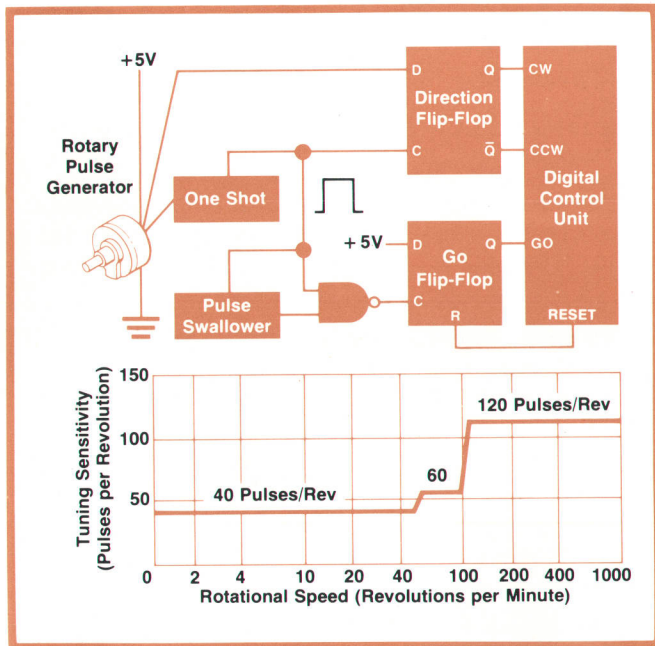 +5V
Rotary
Pulse
Generator
One Shot
Pulse
Swallower
D
Q
Direction
Flip-Flop
C
Q̅
+5V
D
Q
Go
Flip-Flop
C
R
CW
CCW
Digital
Control
Unit
GO
RESET
Tuning Sensitivity
(Pulses per Revolution)
150
100
50
40 Pulses/Rev
60
120 Pulses/Rev
0 2 4 10 20 40 100 200 400 1000
Rotational Speed (Revolutions per Minute)